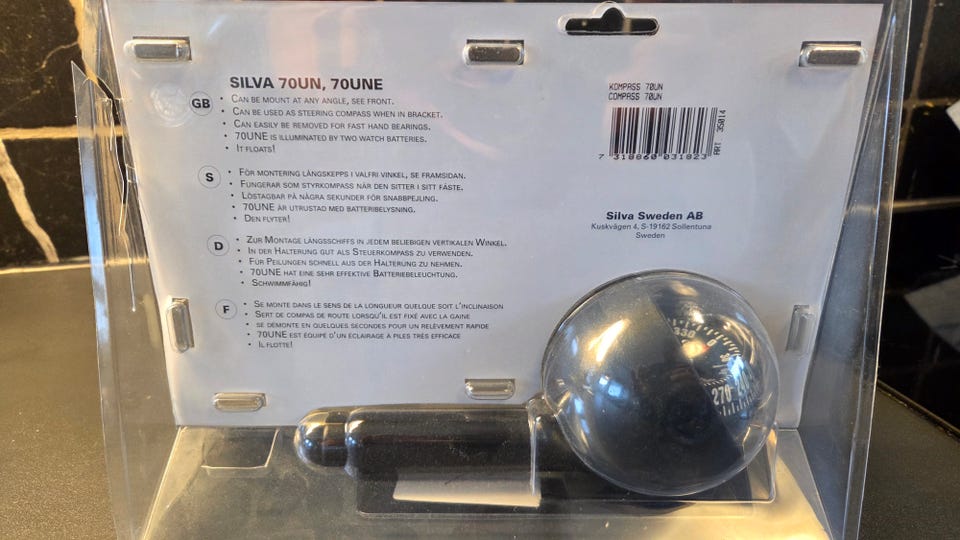 SILVA 70UN, 70UNE
GB
• CAN BE MOUNT AT ANY ANGLE, SEE FRONT.
• CAN BE USED AS STEERING COMPASS WHEN IN BRACKET.
• CAN EASILY BE REMOVED FOR FAST HAND BEARINGS.
• 70UNE IS ILLUMINATED BY TWO WATCH BATTERIES.
• IT FLOATS!
S
• FÖR MONTERING LÅNGSKEPPS I VALFRI VINKEL, SE FRAMSIDAN.
• FUNGERAR SOM STYRKOMPASS NÄR DEN SITTER I SITT FÄSTE.
• LÖSTAGBAR PÅ NÅGRA SEKUNDER FÖR SNABBPEJLING.
• 70UNE ÄR UTRUSTAD MED BATTERIBELYSNING.
• DEN FLYTER!
D
• ZUR MONTAGE LÄNGSSCHIFFS IN JEDEM BELIEBIGEN VERTIKALEN WINKEL.
• IN DER HALTERUNG GUT ALS STEUERKOMPASS ZU VERWENDEN.
• FÜR PEILUNGEN SCHNELL AUS DER HALTERUNG ZU NEHMEN.
• 70UNE HAT EINE SEHR EFFEKTIVE BATTERIEBELEUCHTUNG.
• SCHWIMMFÄHIG!
F
• SE MONTE DANS LE SENS DE LA LONGUEUR QUELQUE SOIT L'INCLINAISON
• SERT DE COMPAS DE ROUTE LORSQU'IL EST FIXÉ AVEC LA GAINE
• SE DÉMONTE EN QUELQUES SECONDES POUR UN RELÈVEMENT RAPIDE
• 70UNE EST ÉQUIPE D'UN ECLAIRAGE À PILES TRÈS EFFICACE
• IL FLOTTE!
KOMPASS 70UN
COMPASS 70UN
7 318860 031823
ART 35014
Silva Sweden AB
Kuskvägen 4, S-19162 Sollentuna
Sweden
330
0
270
240